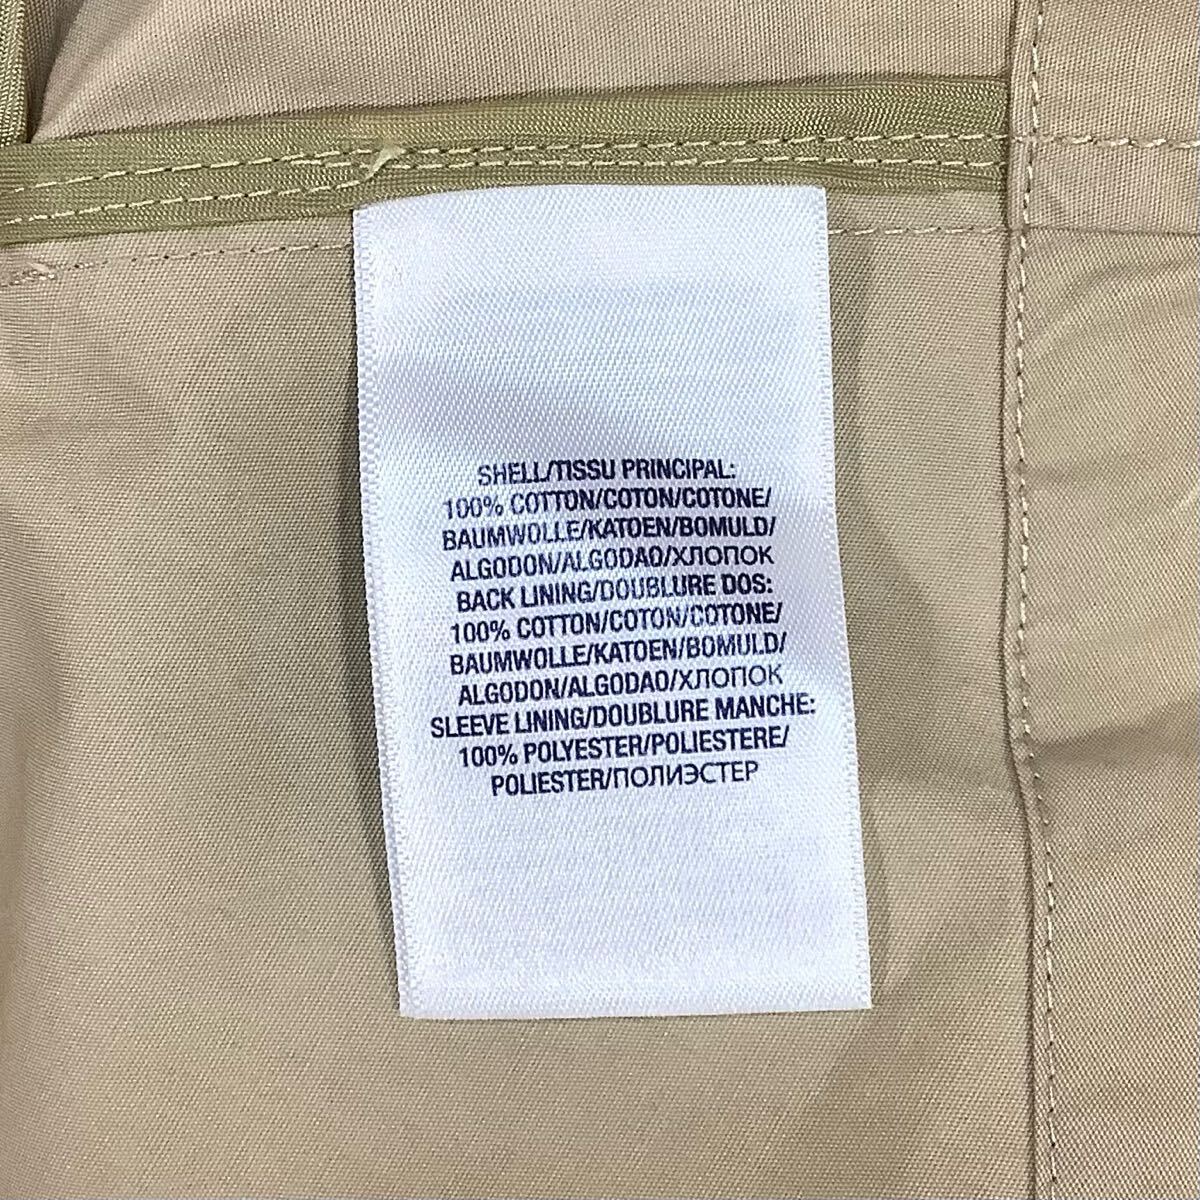 SHELL/TISSU PRINCIPAL:
100% COTTON/COTON/COTONE/
BAUMWOLLE/KATOEN/BOMULD/
ALGODON/ALGODAO/ХЛОПОК
BACK LINING/DOUBLURE DOS:
100% COTTON/COTON/COTONE/
BAUMWOLLE/KATOEN/BOMULD/
ALGODON/ALGODAO/ХЛОПОК
SLEEVE LINING/DOUBLURE MANCHE:
100% POLYESTER/POLIESTERE/
POLIESTER/ПОЛИЭСТЕР